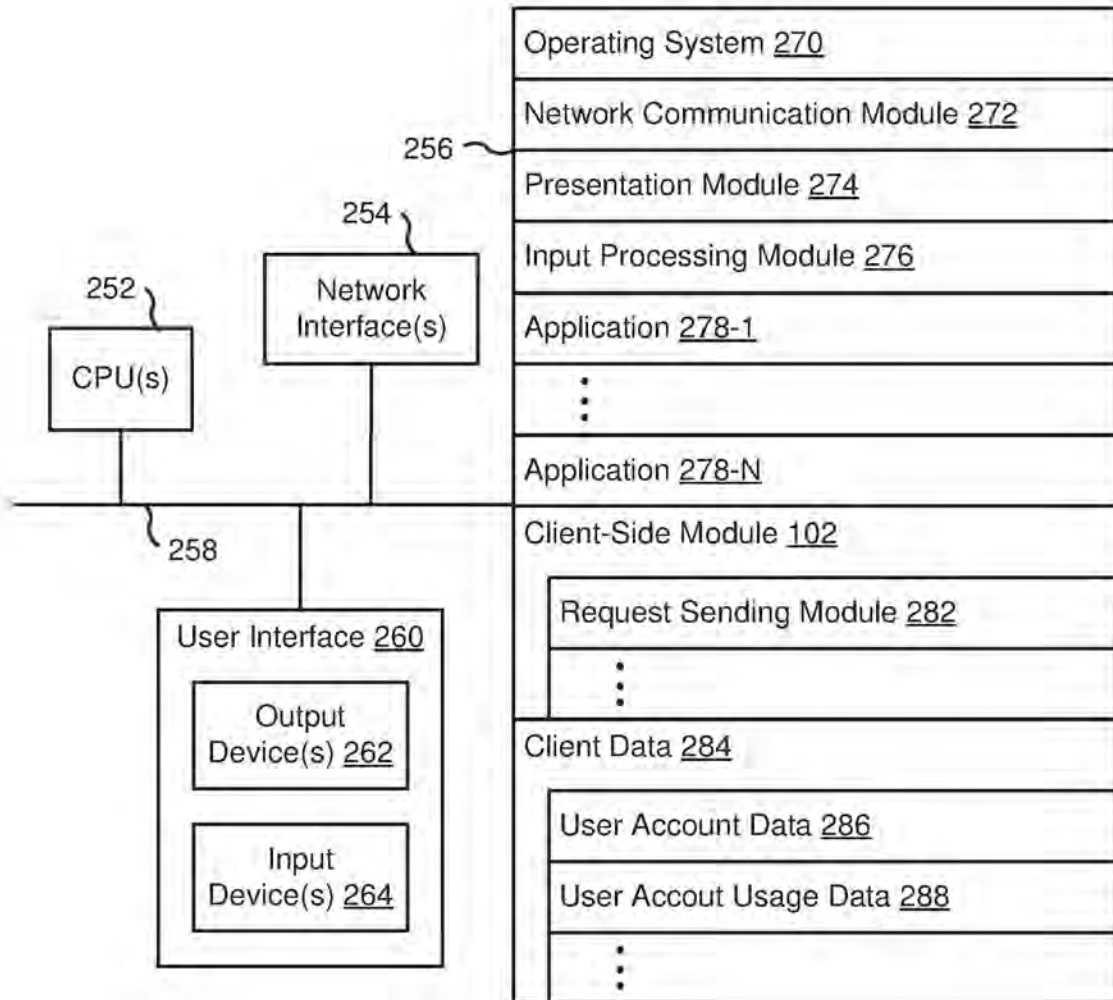 Operating System 270
Network Communication Module 272
256
Presentation Module 274
254
Input Processing Module 276
252
Network
Interface(s)
Application 278-1
CPU(s)
Application 278-N
Client-Side Module 102
258
Request Sending Module 282
User Interface 260
Output
Device(s) 262
Client Data 284
User Account Data 286
Input
Device(s) 264
User Accout Usage Data 288